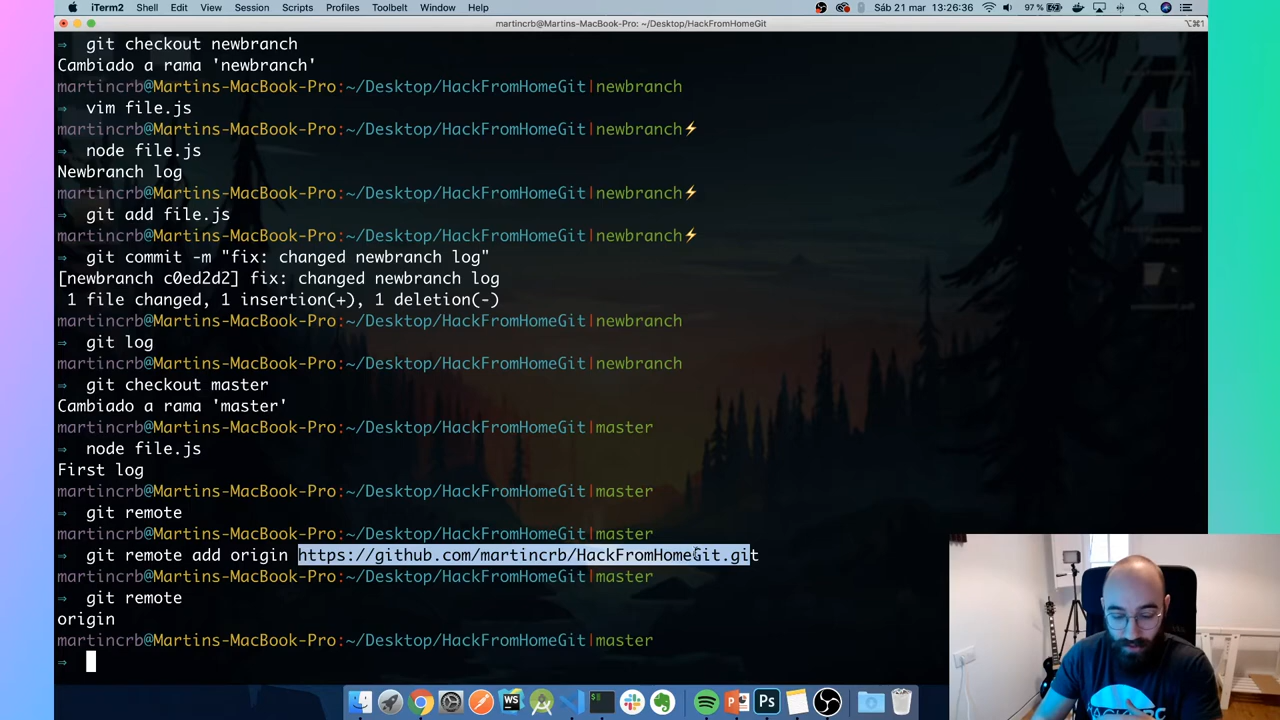 iTerm2 Shell Edit View Session Scripts Profiles Toolbelt Window Help
97 % Sáb 21 mar 13:26:36
martincrb@Martins-MacBook-Pro: ~/Desktop/HackFromHomeGit
⌥⌘1
⇒ git checkout newbranch
Cambiado a rama 'newbranch'
martincrb@Martins-MacBook-Pro:~/Desktop/HackFromHomeGit|newbranch
⇒ vim file.js
martincrb@Martins-MacBook-Pro:~/Desktop/HackFromHomeGit|newbranch⚡
⇒ node file.js
Newbranch log
martincrb@Martins-MacBook-Pro:~/Desktop/HackFromHomeGit|newbranch⚡
⇒ git add file.js
martincrb@Martins-MacBook-Pro:~/Desktop/HackFromHomeGit|newbranch⚡
⇒ git commit -m "fix: changed newbranch log"
[newbranch c0ed2d2] fix: changed newbranch log
1 file changed, 1 insertion(+), 1 deletion(-)
martincrb@Martins-MacBook-Pro:~/Desktop/HackFromHomeGit|newbranch
⇒ git log
martincrb@Martins-MacBook-Pro:~/Desktop/HackFromHomeGit|newbranch
⇒ git checkout master
Cambiado a rama 'master'
martincrb@Martins-MacBook-Pro:~/Desktop/HackFromHomeGit|master
⇒ node file.js
First log
martincrb@Martins-MacBook-Pro:~/Desktop/HackFromHomeGit|master
⇒ git remote
martincrb@Martins-MacBook-Pro:~/Desktop/HackFromHomeGit|master
⇒ git remote add origin https://github.com/martincrb/HackFromHomeGit.git
martincrb@Martins-MacBook-Pro:~/Desktop/HackFromHomeGit|master
⇒ git remote
origin
martincrb@Martins-MacBook-Pro:~/Desktop/HackFromHomeGit|master
⇒
WS